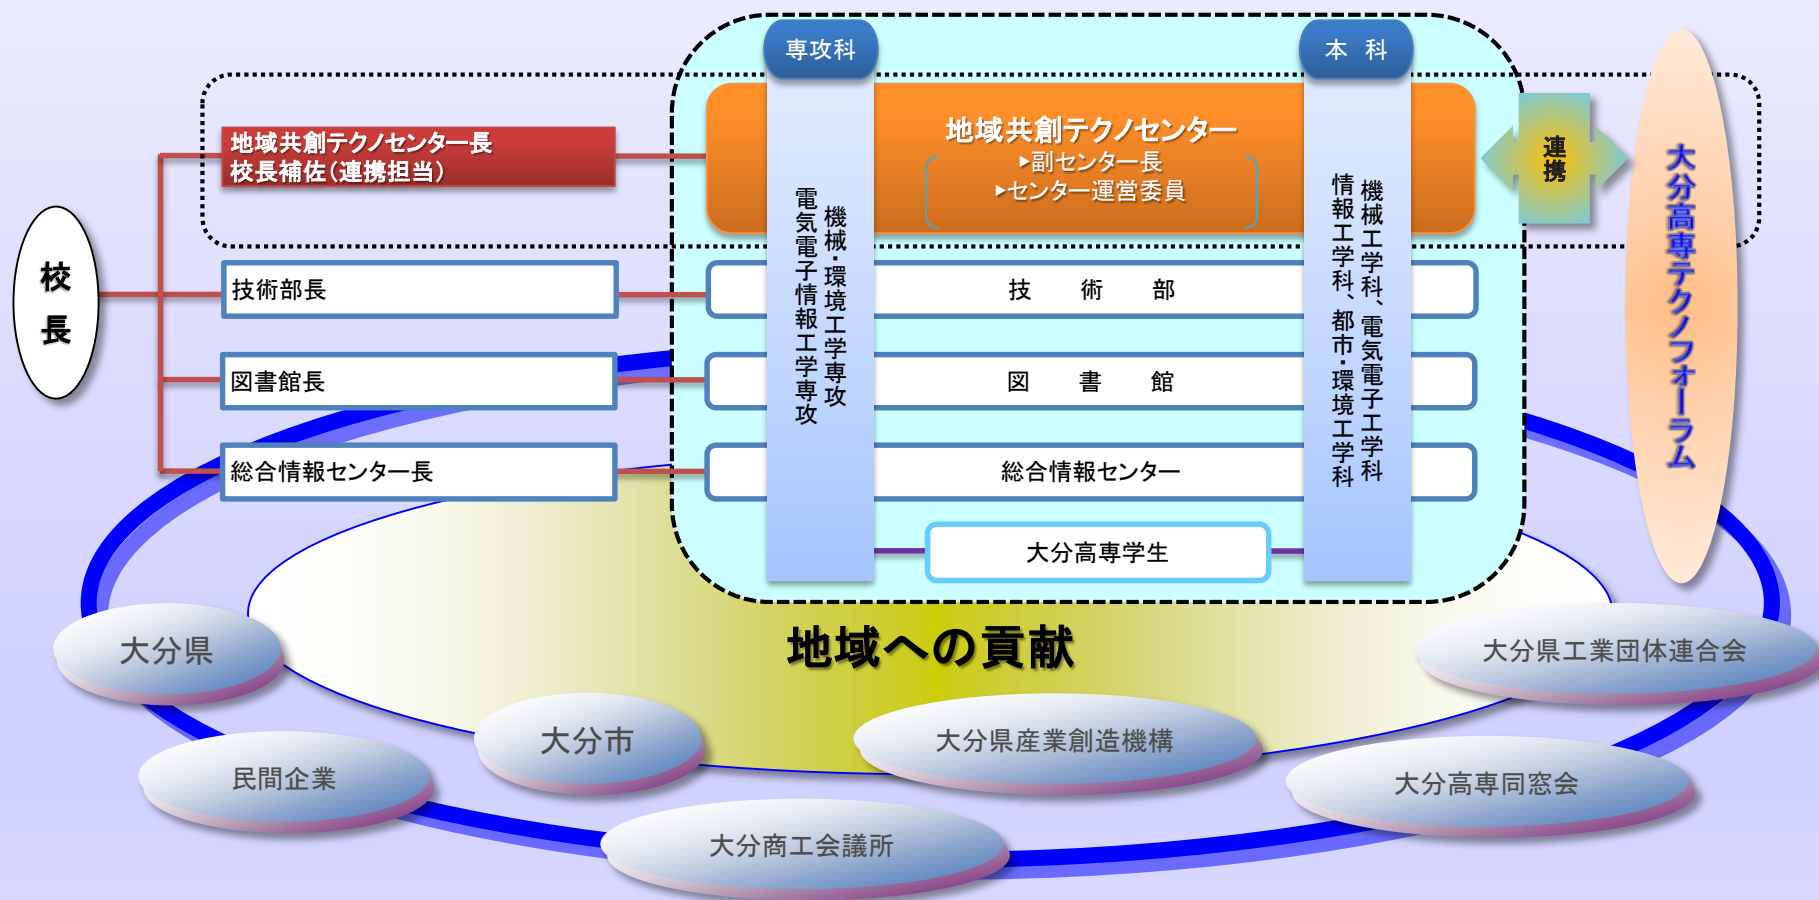 専攻科
本　科
地域共創テクノセンター長
校長補佐（連携担当）
地域共創テクノセンター
▶副センター長
▶センター運営委員
連携
大分高専テクノフォーラム
校長
機械・環境工学専攻
電気電子情報工学専攻
機械工学科、電気電子工学科
情報工学科、都市・環境工学科
技術部長
技　術　部
図書館長
図　書　館
総合情報センター長
総合情報センター
大分高専学生
地域への貢献
大分県
大分県工業団体連合会
大分市
大分県産業創造機構
民間企業
大分高専同窓会
大分商工会議所